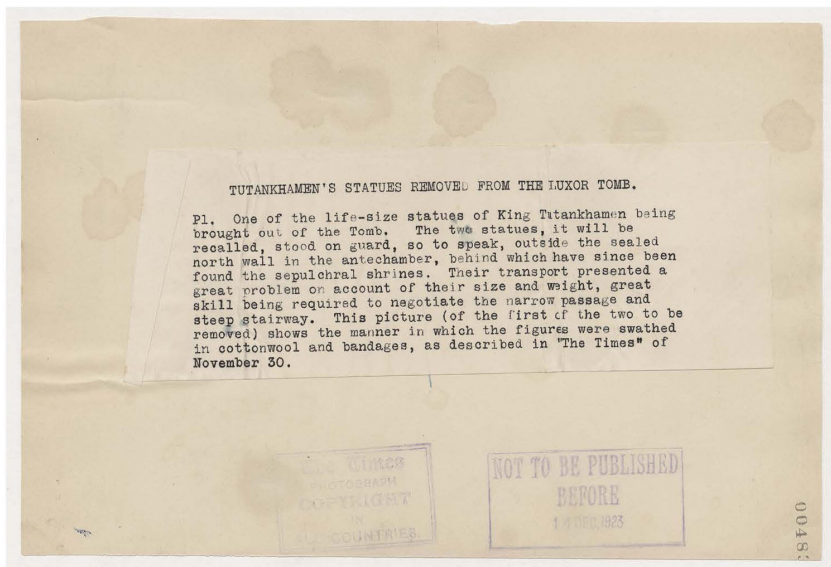 TUTANKHAMEN'S STATUES REMOVED FROM THE LUXOR TOMB.
Pl. One of the life-size statues of King Tutankhamen being
brought out of the Tomb. The two statues, it will be
recalled, stood on guard, so to speak, outside the sealed
north wall in the antechamber, behind which have since been
found the sepulchral shrines. Their transport presented a
great problem on account of their size and weight, great
skill being required to negotiate the narrow passage and
steep stairway. This picture (of the first of the two to be
removed) shows the manner in which the figures were swathed
in cottonwool and bandages, as described in "The Times" of
November 30.
The Times
PHOTOGRAPH
COPYRIGHT
IN
ALL COUNTRIES.
NOT TO BE PUBLISHED
BEFORE
DEC 1923